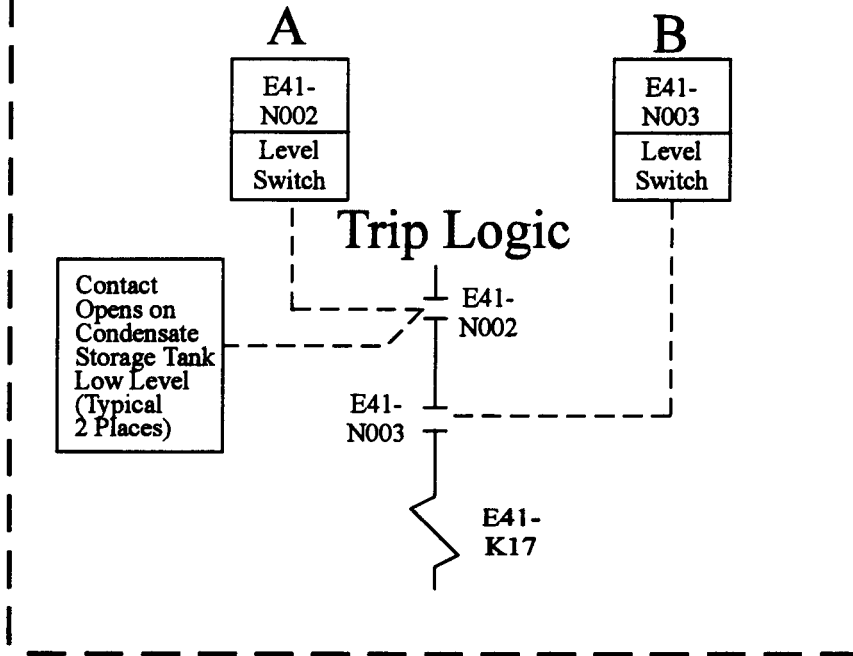 A
B
E41-
N002
Level
Switch
E41-
N003
Level
Switch
Trip Logic
Contact
Opens on
Condensate
Storage Tank
Low Level
(Typical
2 Places)
E41-
N002
E41-
N003
E41-
K17